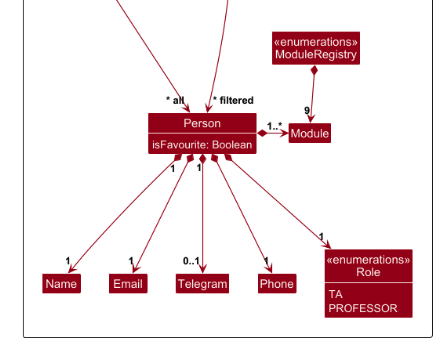 «enumerations»
ModuleRegistry
* all
* filtered
9
Person
isFavourite: Boolean
1..*
Module
1
1
1
1
0..1
1
1
«enumerations»
Role
Name
Email
Telegram
Phone
TA
PROFESSOR